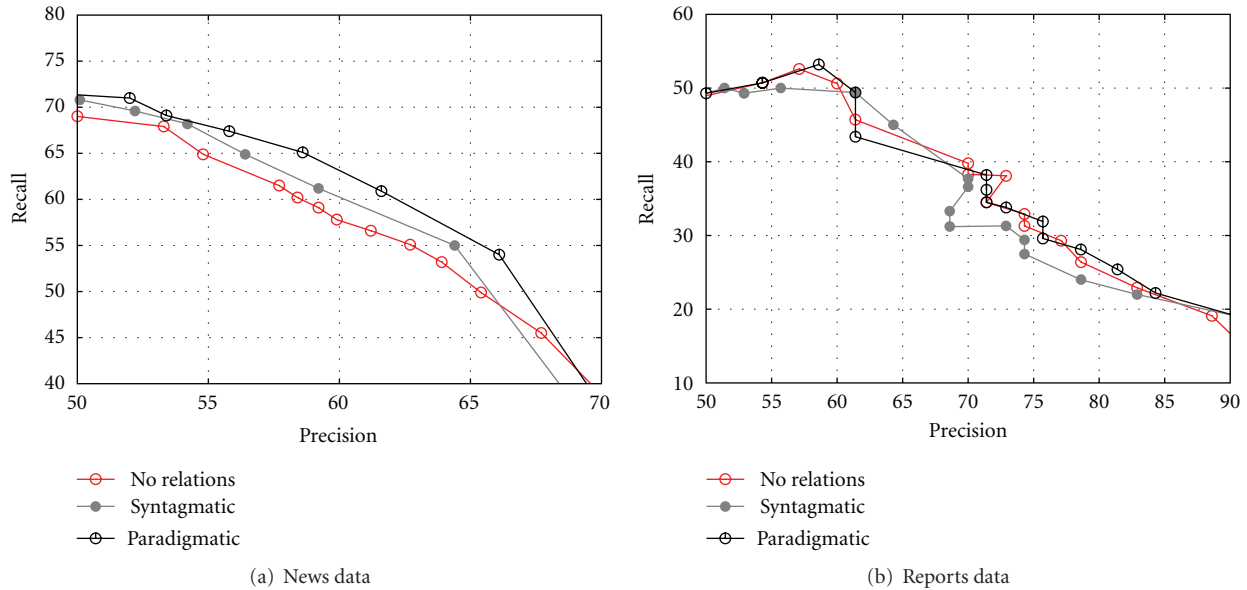 80
75
70
65
60
55
50
45
40
Recall
50 55 60 65 70
Precision
No relations
Syntagmatic
Paradigmatic
(a) News data
60
50
40
30
20
10
Recall
50 55 60 65 70 75 80 85 90
Precision
No relations
Syntagmatic
Paradigmatic
(b) Reports data